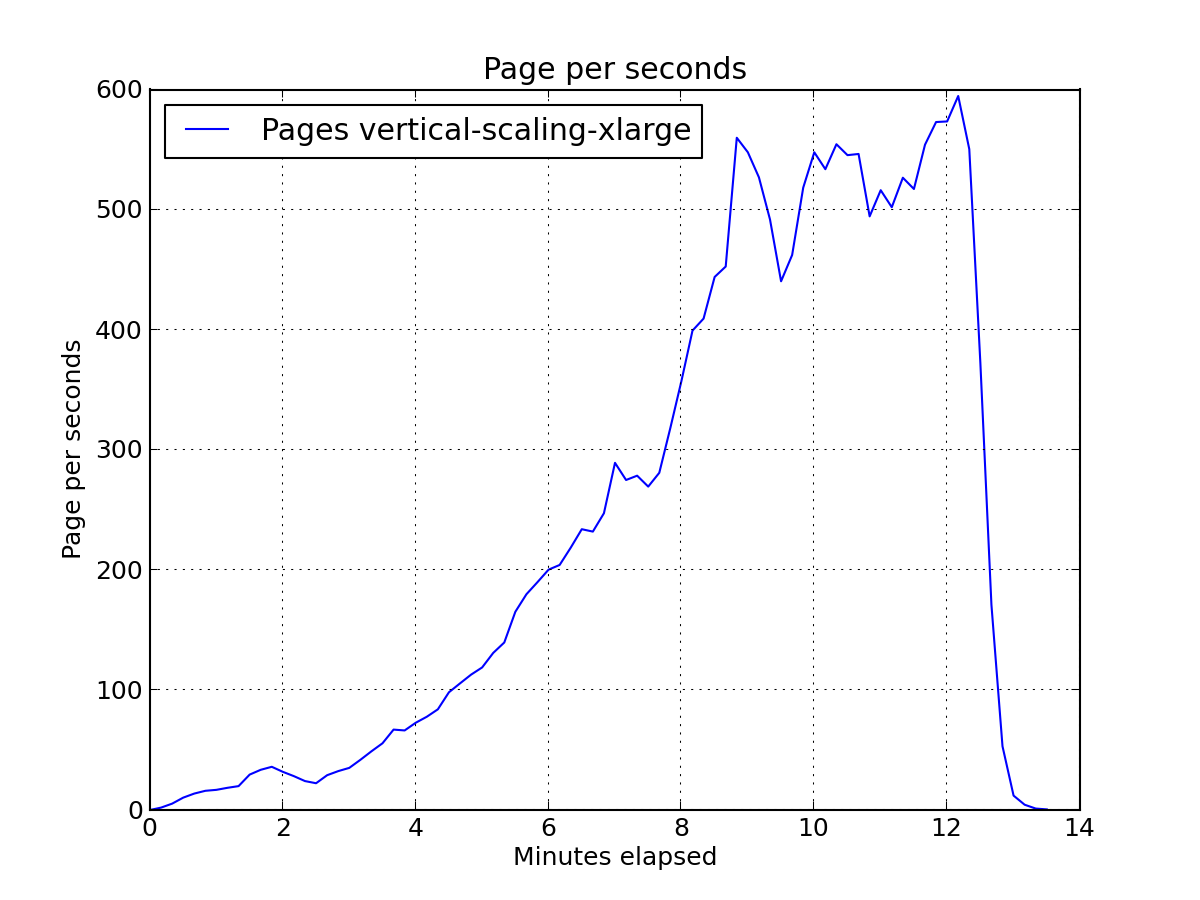 Page per seconds
Pages vertical-scaling-xlarge
600
500
400
300
200
100
0
Page per seconds
0 2 4 6 8 10 12 14
Minutes elapsed